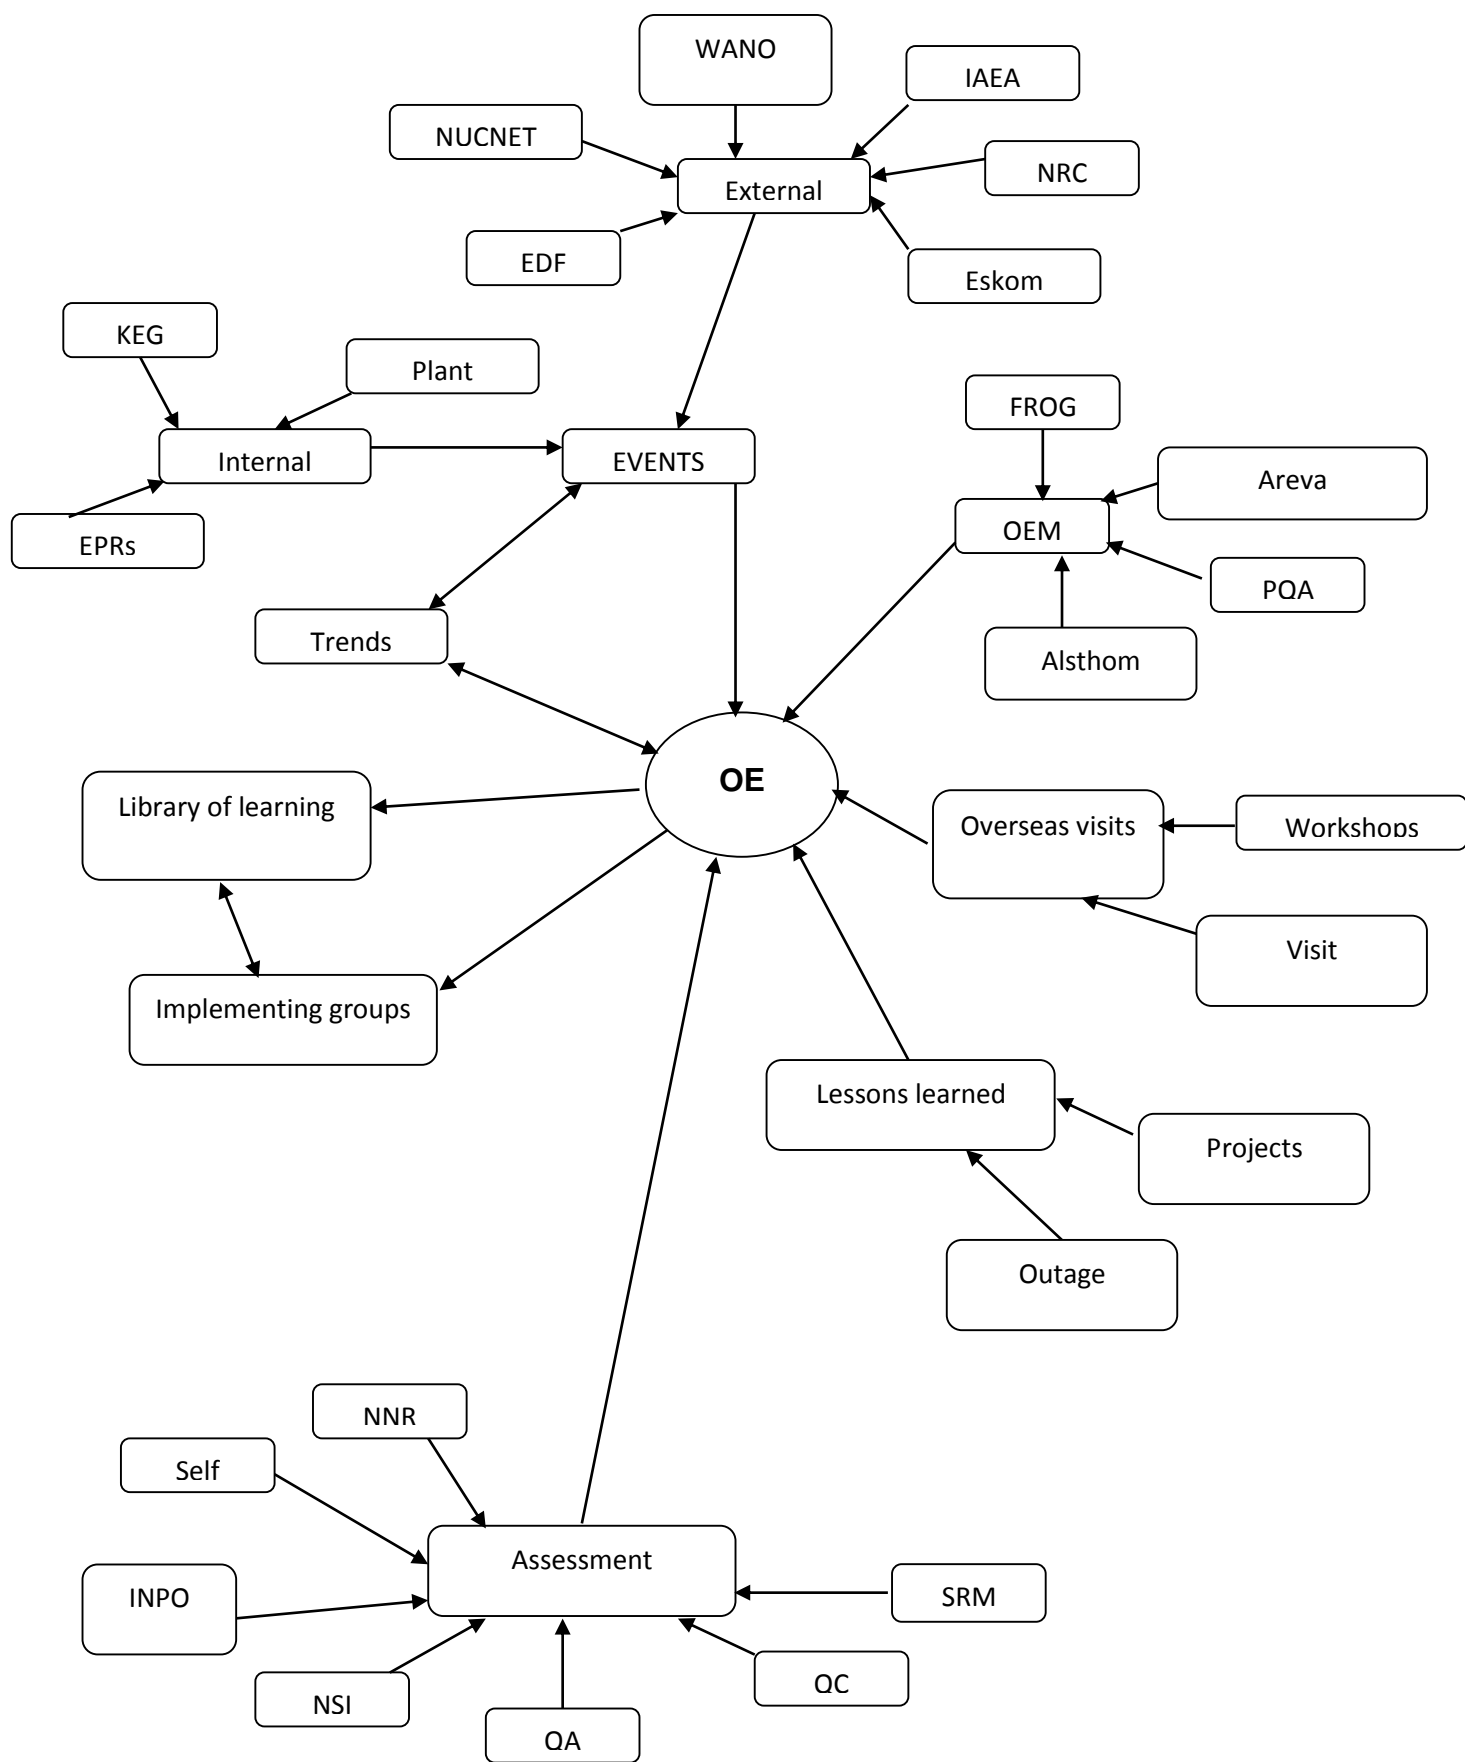 WANO
IAEA
NUCNET
NRC
External
EDF
Eskom
KEG
Plant
FROG
Internal
EVENTS
Areva
OEM
EPRs
PQA
Trends
Alsthom
OE
Library of learning
Overseas visits
Workshops
Visit
Implementing groups
Lessons learned
Projects
Outage
NNR
Self
Assessment
INPO
SRM
NSI
QC
QA